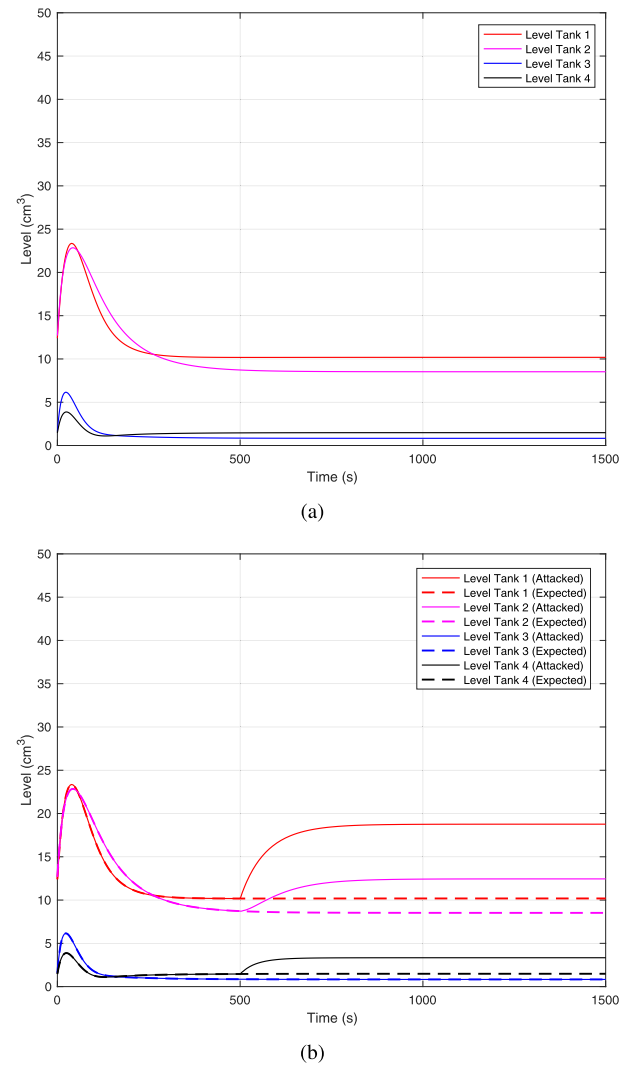 50
45
40
35
30
25
20
15
10
5
0
Level (cm3)
Level Tank 1
Level Tank 2
Level Tank 3
Level Tank 4
0
500
1000
1500
Time (s)
(a)
50
45
40
35
30
25
20
15
10
5
0
Level (cm3)
Level Tank 1 (Attacked)
Level Tank 1 (Expected)
Level Tank 2 (Attacked)
Level Tank 2 (Expected)
Level Tank 3 (Attacked)
Level Tank 3 (Expected)
Level Tank 4 (Attacked)
Level Tank 4 (Expected)
0
500
1000
1500
Time (s)
(b)